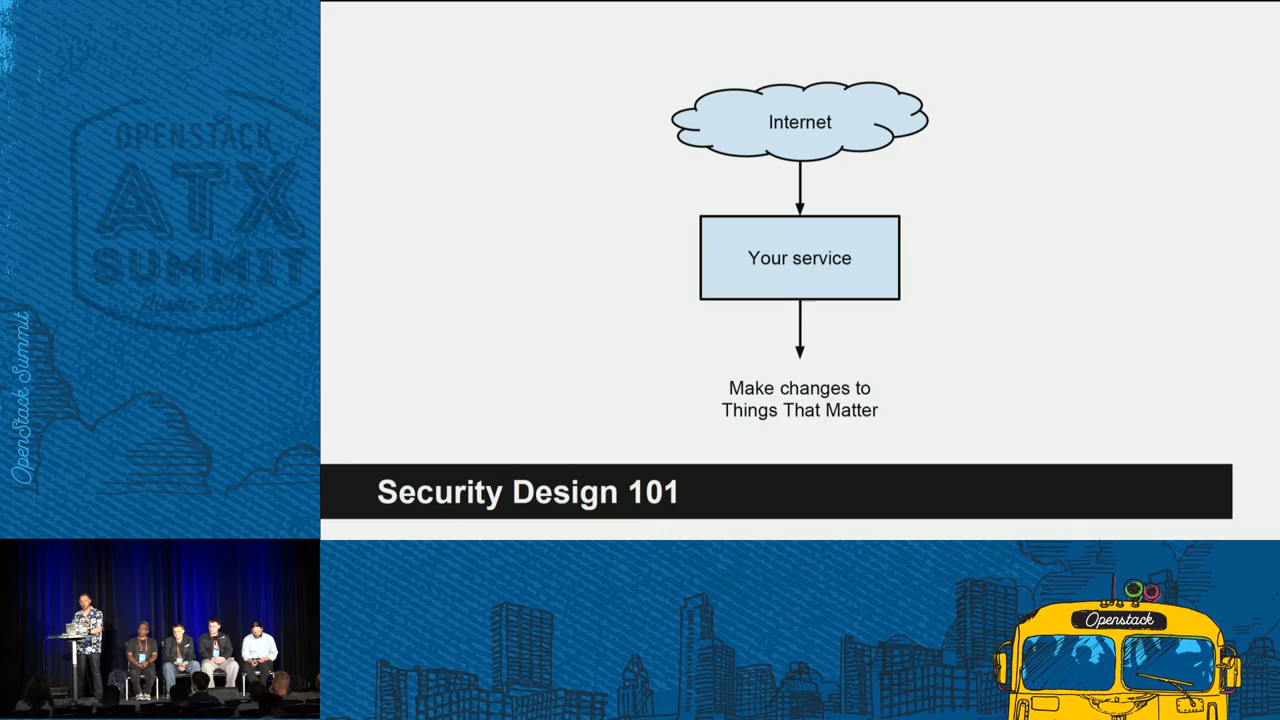 OPENSTACK
ATX
SUMMIT
Austin 2016
OpenStack Summit
Internet
Your service
Make changes to
Things That Matter
Security Design 101
Openstack